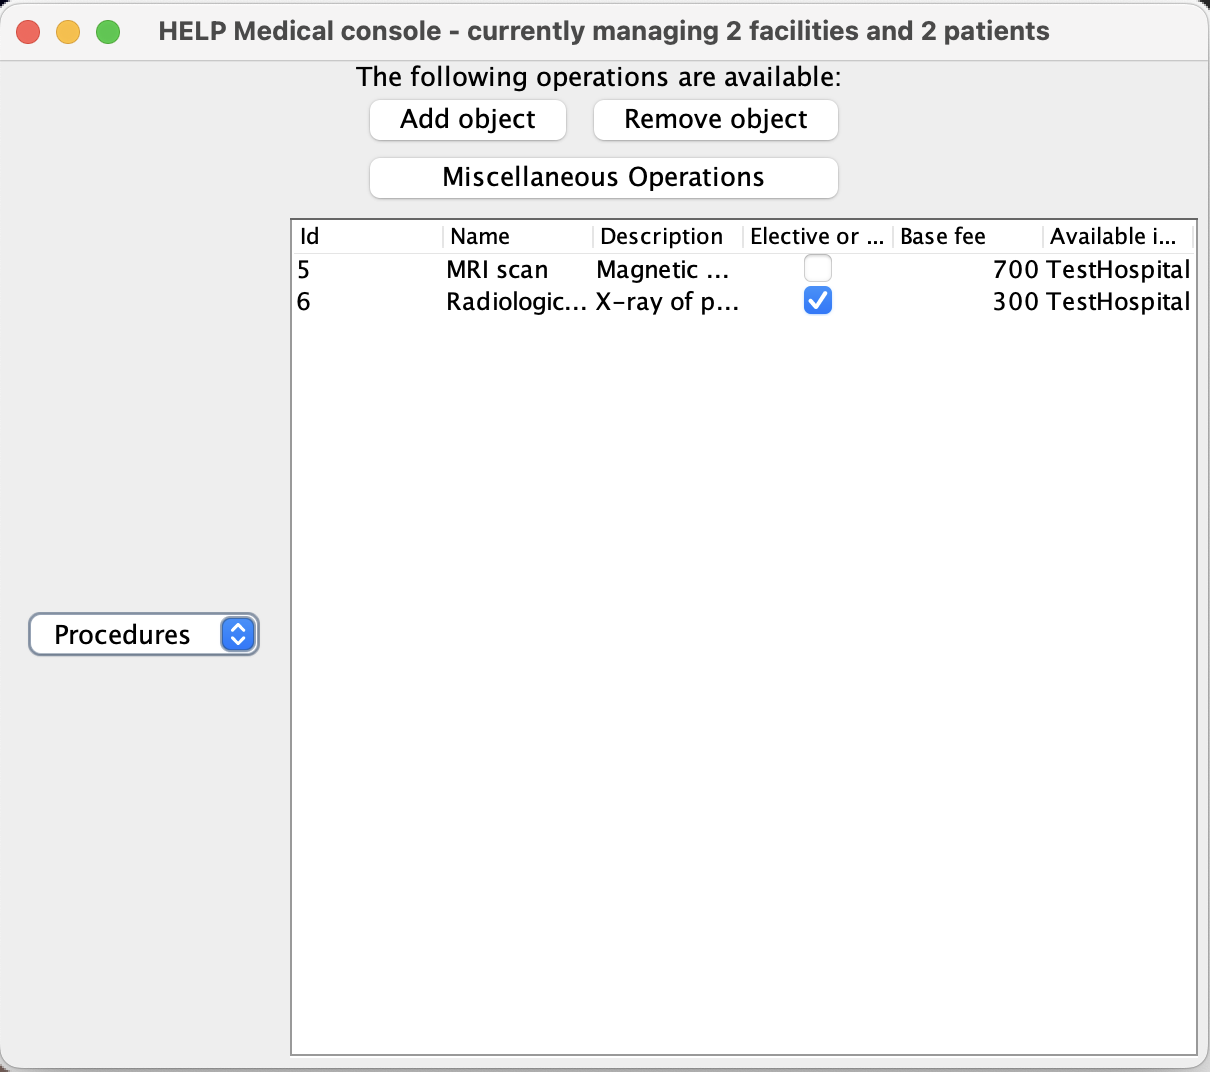 HELP Medical console - currently managing 2 facilities and 2 patients
The following operations are available:
Add object Remove object
Miscellaneous Operations
Id Name Description Elective or ... Base fee Available i...
5 MRI scan Magnetic ... 700 TestHospital
6 Radiologic... X-ray of p... 300 TestHospital
Procedures